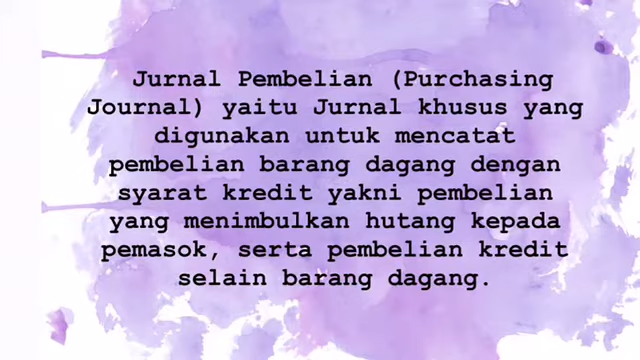 Jurnal Pembelian (Purchasing
Journal) yaitu Jurnal khusus yang
digunakan untuk mencatat
pembelian barang dagang dengan
syarat kredit yakni pembelian
yang menimbulkan hutang kepada
pemasok, serta pembelian kredit
selain barang dagang.